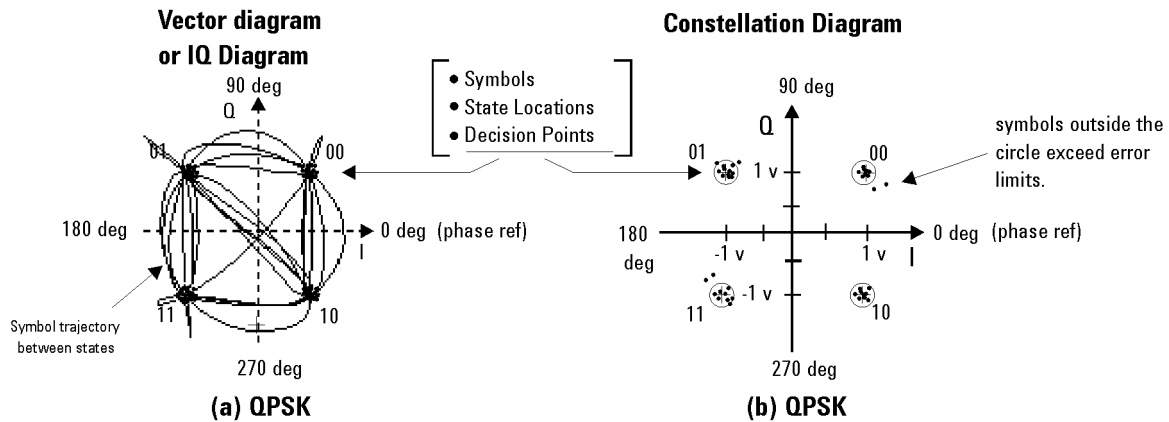 Vector diagram
or IQ Diagram
90 deg
Q
01
00
180 deg
0 deg (phase ref)
I
11
10
Symbol trajectory
between states
270 deg
(a) QPSK
• Symbols
• State Locations
• Decision Points
Constellation Diagram
90 deg
Q
01
1 v
00
symbols outside the
circle exceed error
limits.
180
deg
-1 v
1 v
I
0 deg (phase ref)
11
-1 v
10
270 deg
(b) QPSK